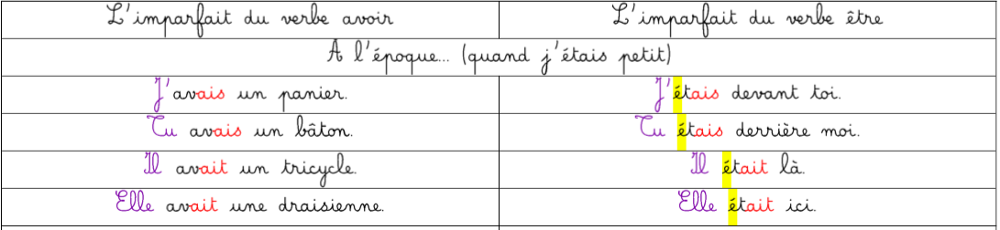 L'imparfait du verbe avoir
L'imparfait du verbe être
À l'époque... (quand j'étais petit)
J'avais un panier.
J'étais devant toi.
Tu avais un bâton.
Tu étais derrière moi.
Il avait un tricycle.
Il était là.
Elle avait une draisienne.
Elle était ici.